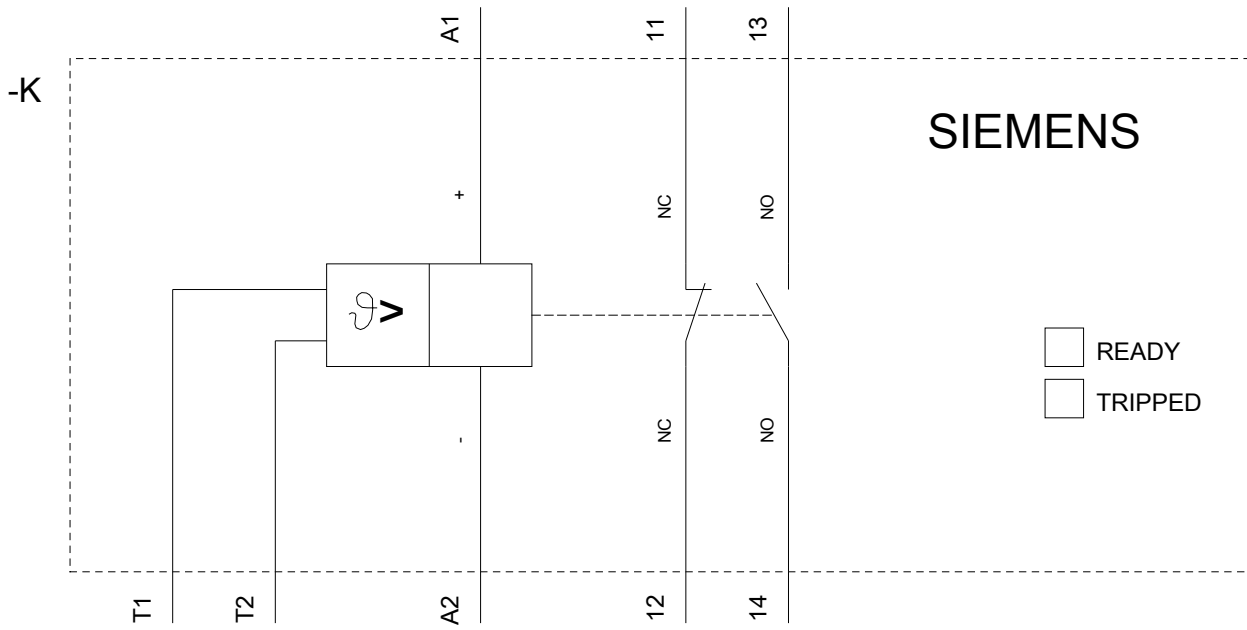 A1
11
13
-K
SIEMENS
+
NC
NO
ϑ>
READY
TRIPPED
NC
NO
-
T1
T2
A2
12
14